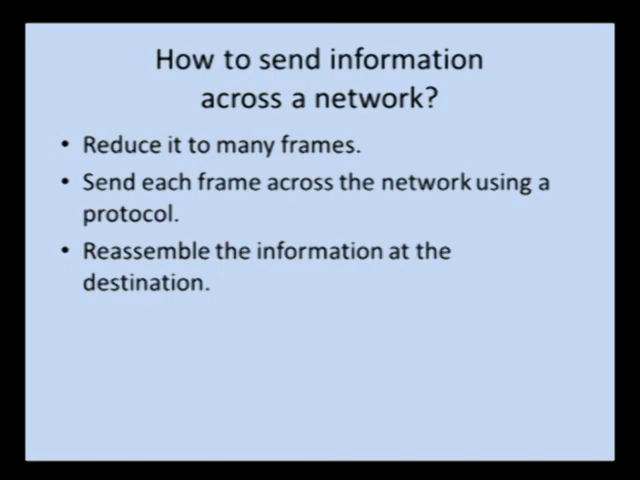 How to send information
across a network?
• Reduce it to many frames.
• Send each frame across the network using a
protocol.
• Reassemble the information at the
destination.